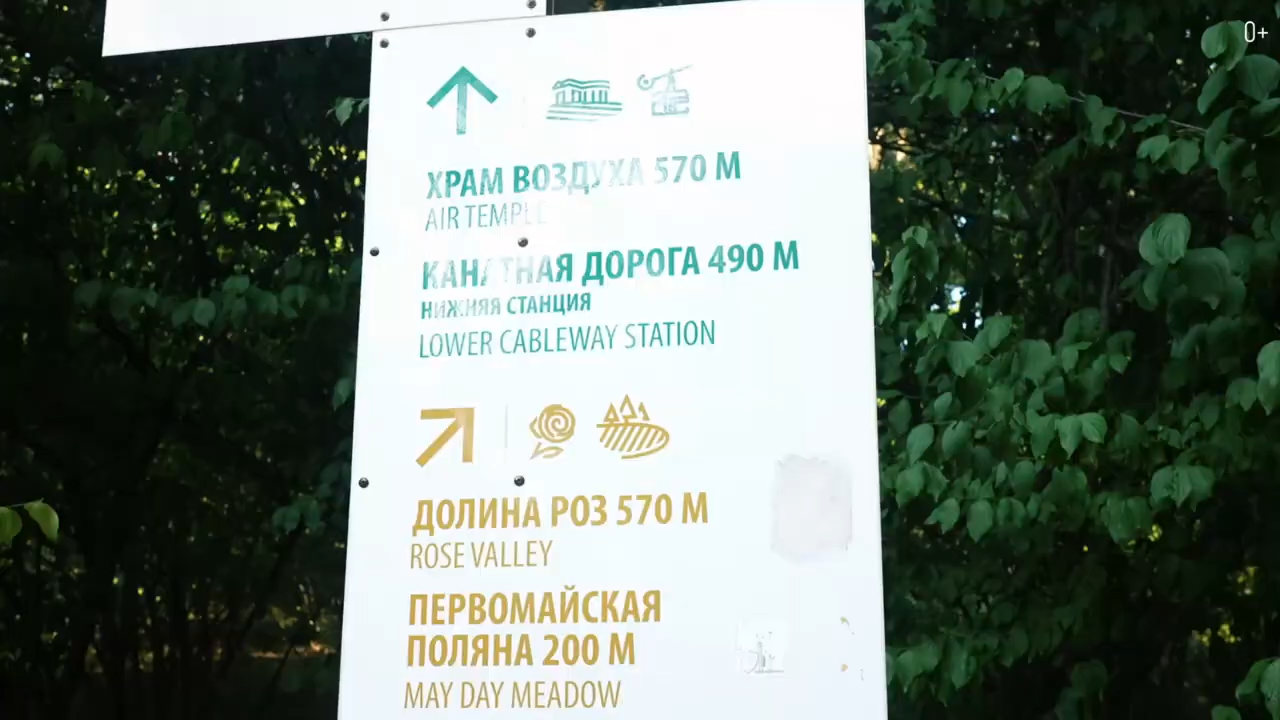 0+
ХРАМ ВОЗДУХА 570 М
AIR TEMPLE
КАНАТНАЯ ДОРОГА 490 М
НИЖНЯЯ СТАНЦИЯ
LOWER CABLEWAY STATION
ДОЛИНА РОЗ 570 М
ROSE VALLEY
ПЕРВОМАЙСКАЯ
ПОЛЯНА 200 М
MAY DAY MEADOW